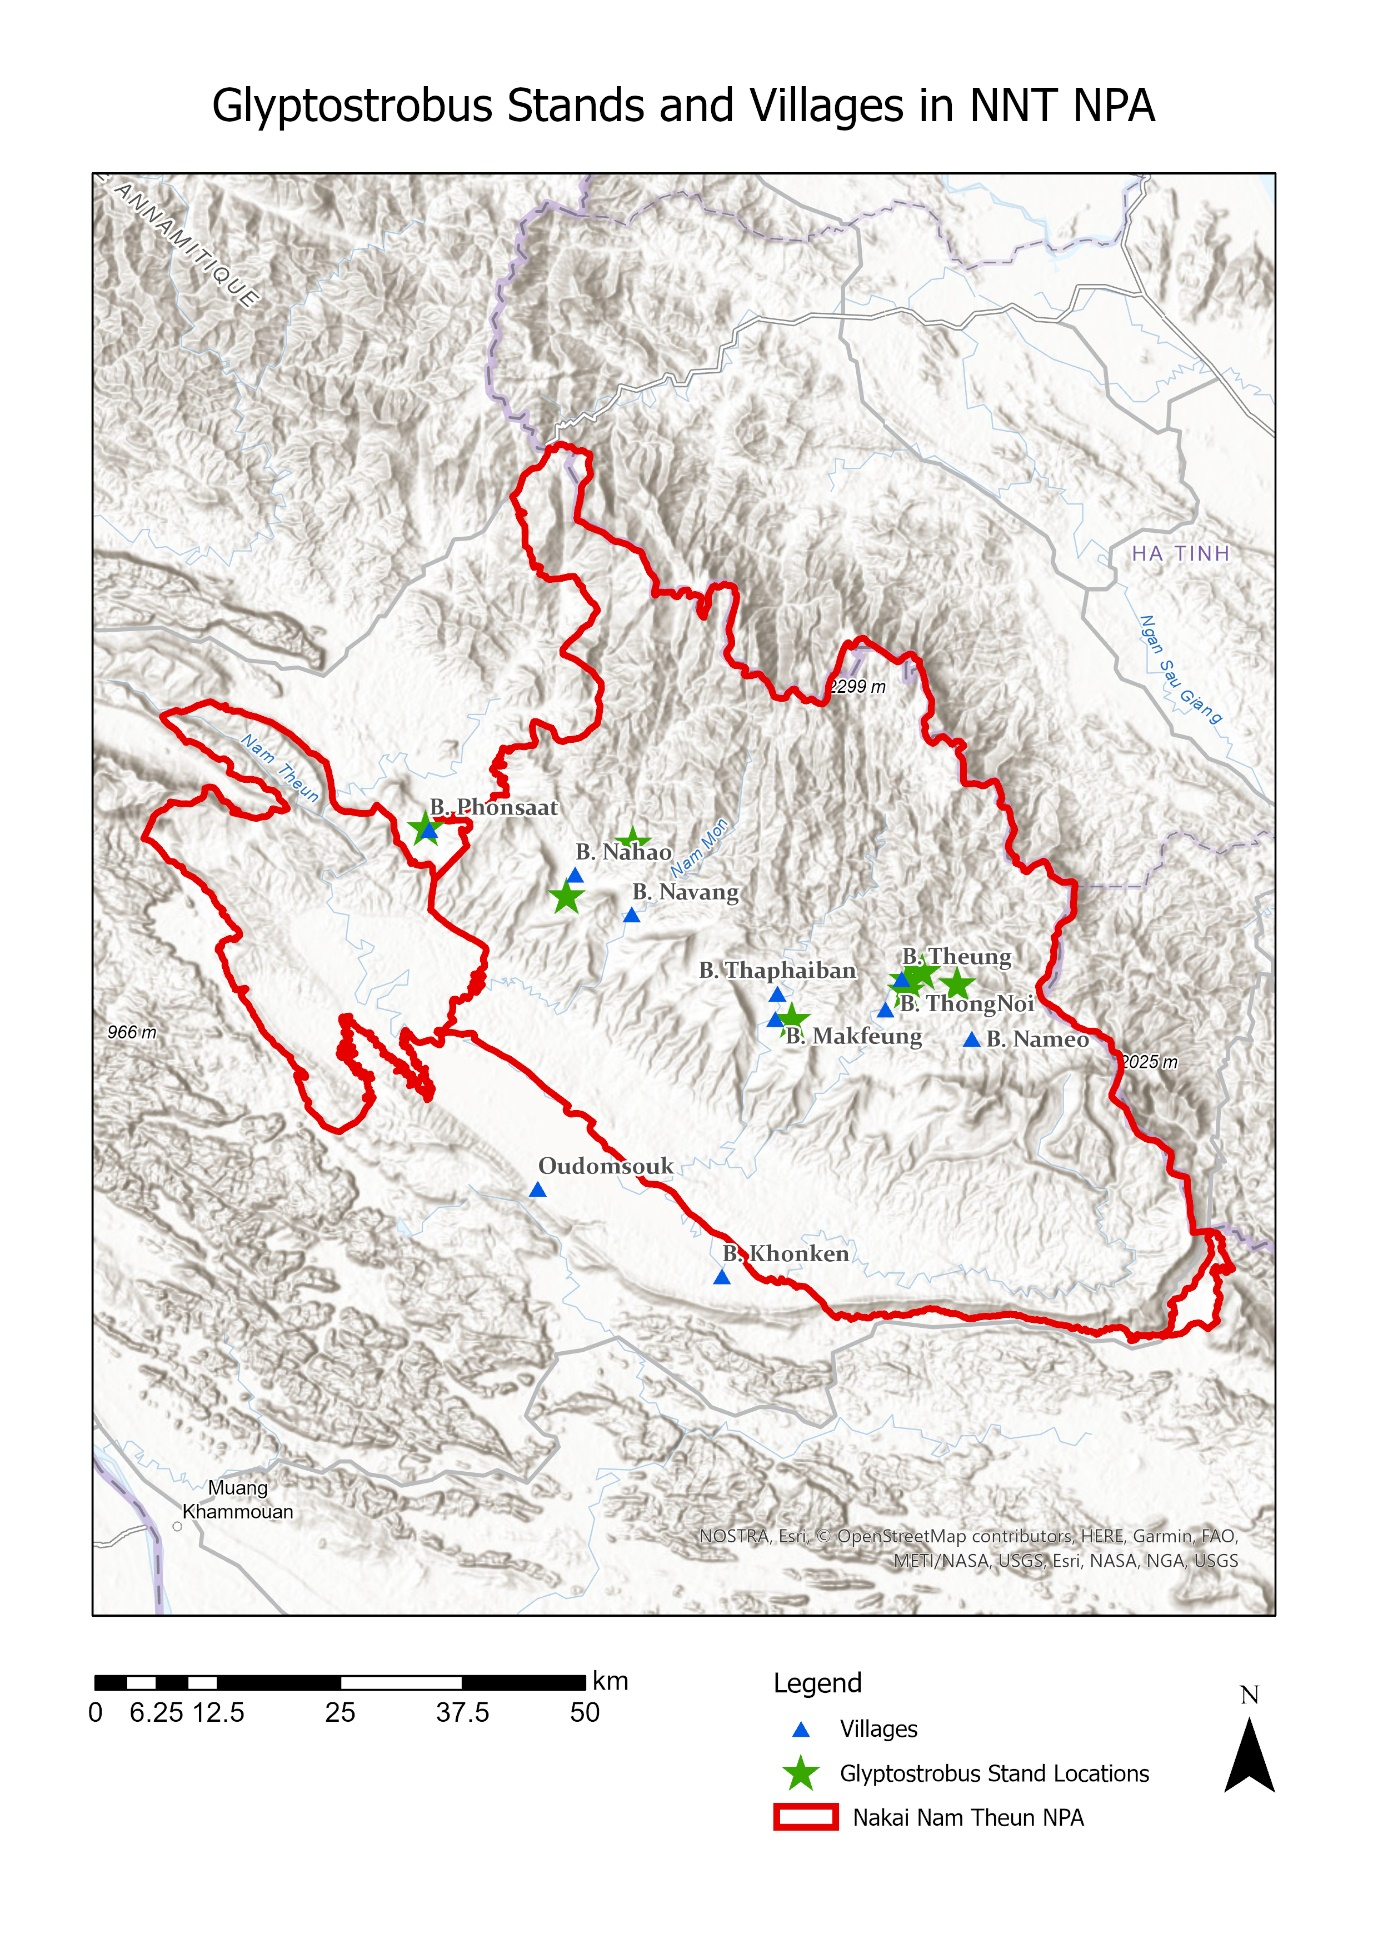 Glyptostrobus Stands and Villages in NNT NPA
ANNAMITIQUE
HA TINH
Ngan Sau Giang
2299 m
Nam Theun
B. Phonsaat
B. Nahao
Nam Mon
B. Navang
B. Theung
B. Thaphaiban
B. ThongNoi
966 m
B. Makfeung
B. Nameo
2025 m
Oudomsouk
B. Khonken
Muang
Khammouan
NOSTRA, Esri, © OpenStreetMap contributors, HERE, Garmin, FAO,
METI/NASA, USGS, Esri, NASA, NGA, USGS
km
0 6.25 12.5 25 37.5 50
Legend
Villages
Glyptostrobus Stand Locations
Nakai Nam Theun NPA
N